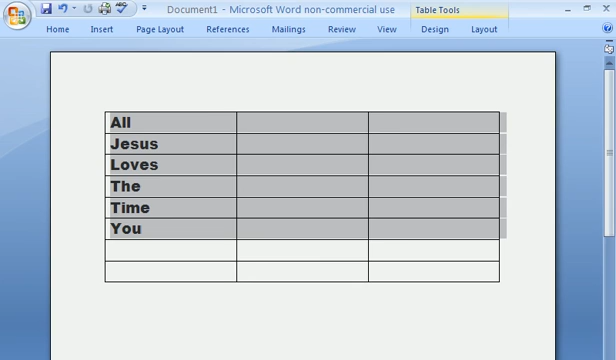 Document1 - Microsoft Word non-commercial use
Table Tools
Home Insert Page Layout References Mailings Review View Design Layout
All
Jesus
Loves
The
Time
You